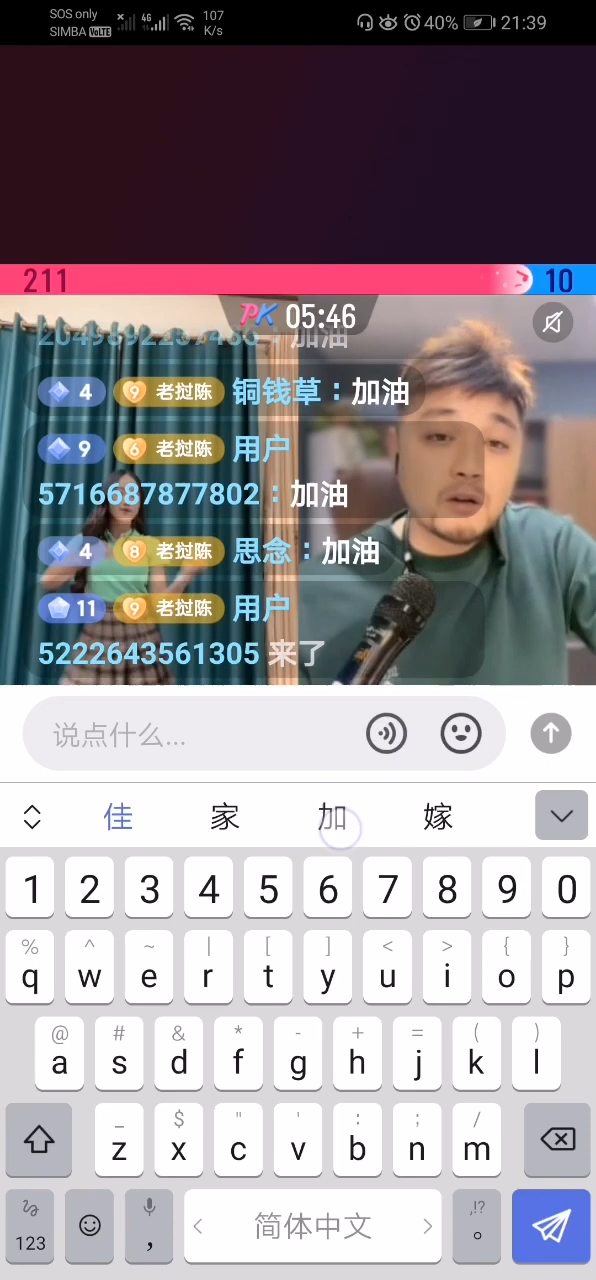 SOS only 4G 107
SIMBA VoLTE K/s 40% 21:39
211 10
PK 05:46
加油
4 9 老挝陈 铜钱草：加油
9 6 老挝陈 用户
5716687877802：加油
4 8 老挝陈 思念：加油
11 9 老挝陈 用户
5222643561305 来了
说点什么...
佳 家 加 嫁
1 2 3 4 5 6 7 8 9 0
% ^ ~ | [ ] < > { }
q w e r t y u i o p
@ # & * - + = ( )
a s d f g h j k l
_ $ " ' : ; /
z x c v b n m
,!?
123 , < 简体中文 > 。